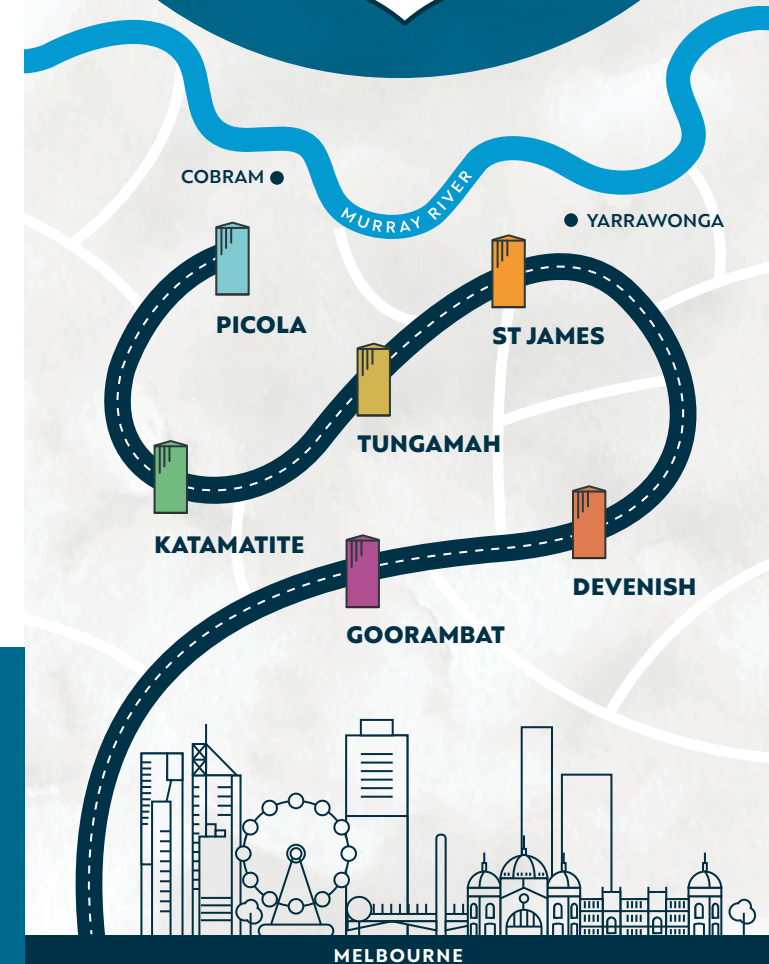 COBRAM
MURRAY RIVER
YARRAWONGA
PICOLA
ST JAMES
TUNGAMAH
KATAMATITE
DEVENISH
GOORAMBAT
MELBOURNE